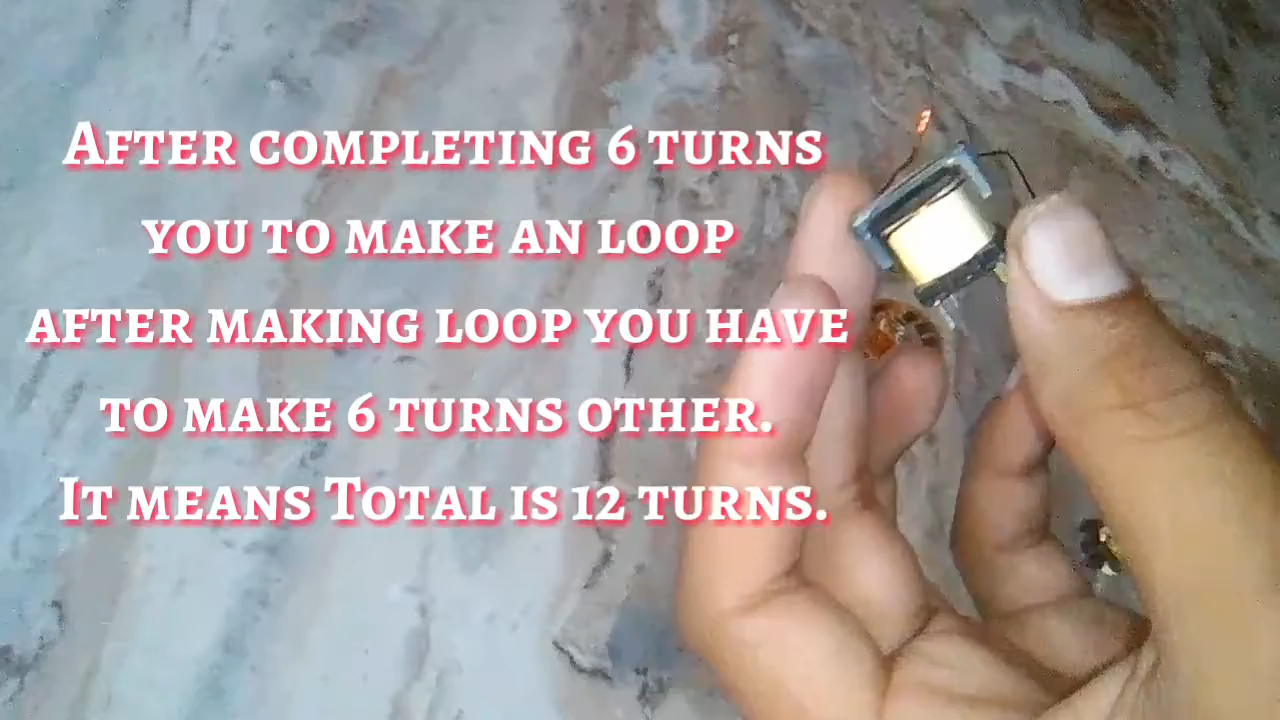 After completing 6 turns
you to make an loop
after making loop you have
to make 6 turns other.
It means Total is 12 turns.